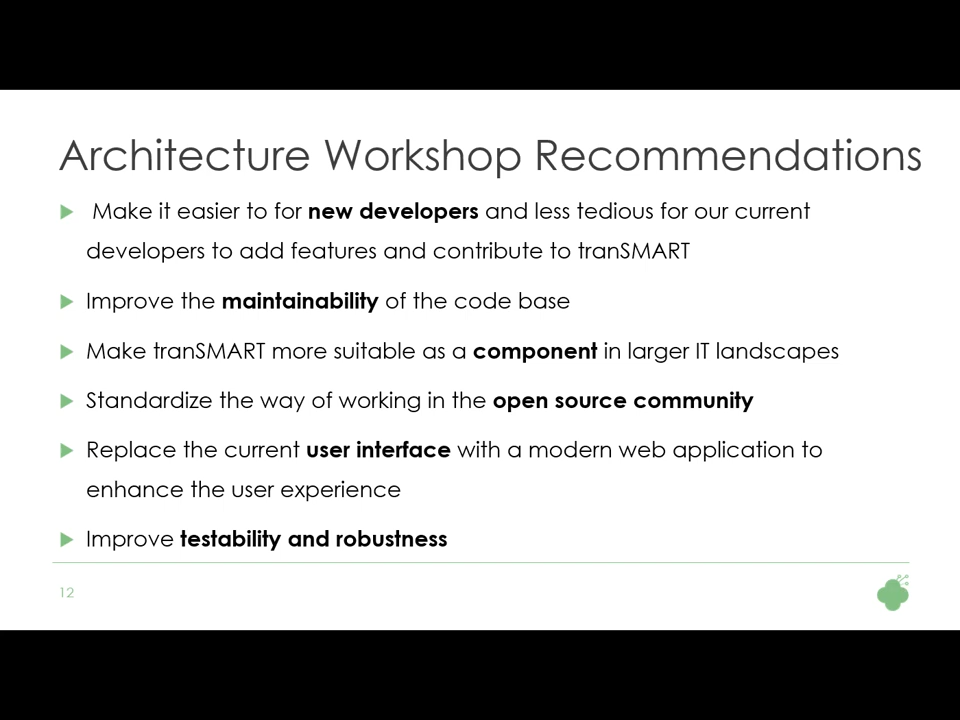 Architecture Workshop Recommendations
Make it easier to for new developers and less tedious for our current
developers to add features and contribute to tranSMART
Improve the maintainability of the code base
Make tranSMART more suitable as a component in larger IT landscapes
Standardize the way of working in the open source community
Replace the current user interface with a modern web application to
enhance the user experience
Improve testability and robustness
12